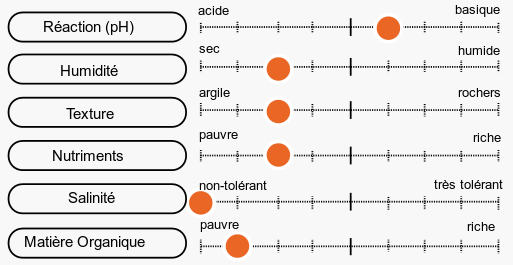 Réaction (pH) acide basique
Humidité sec humide
Texture argile rochers
Nutriments pauvre riche
Salinité non-tolérant très tolérant
Matière Organique pauvre riche